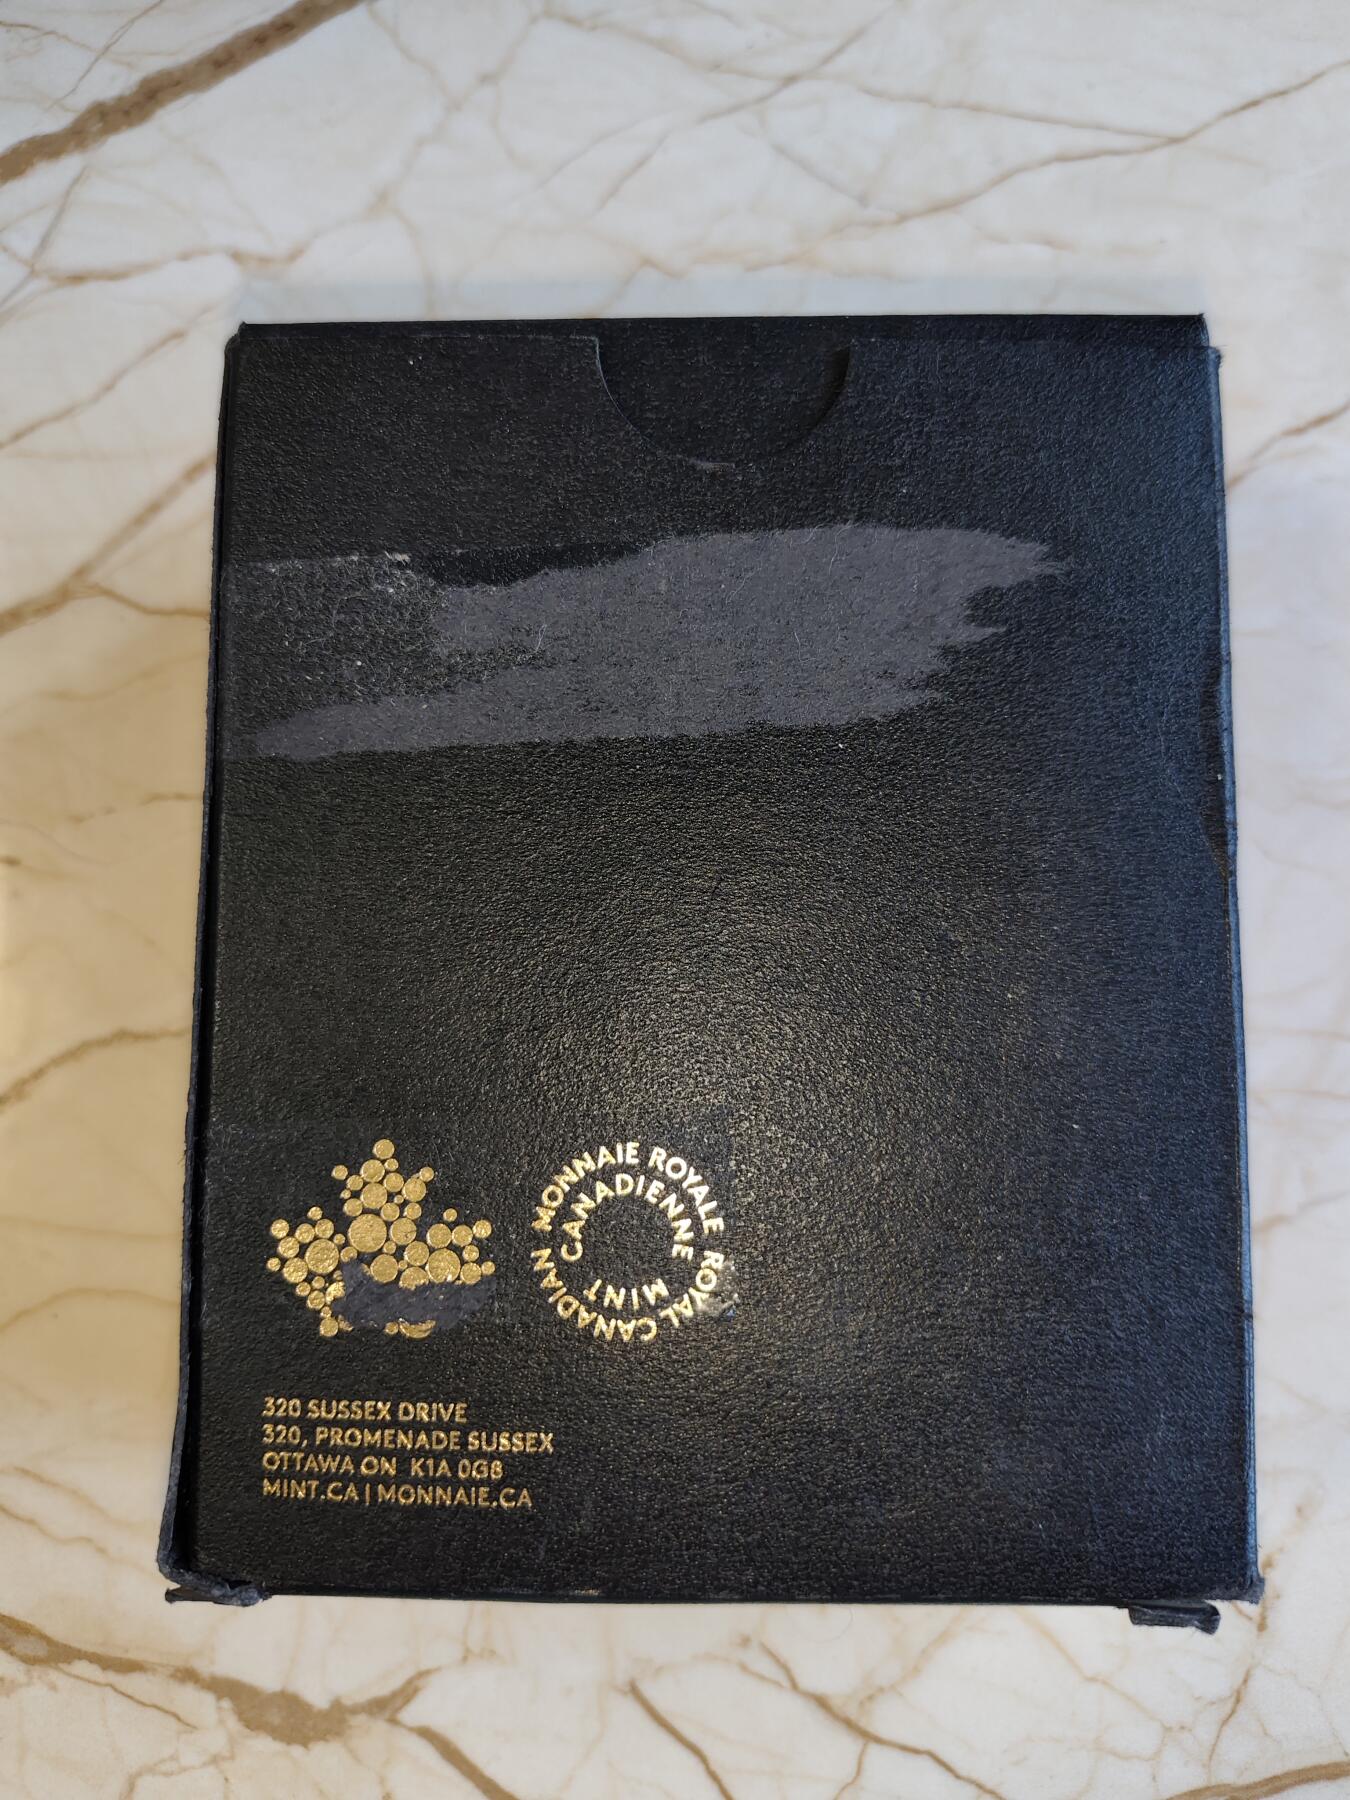 MONNAIE ROYALE
CANADIENNE
ROYAL CANADIAN
MINT
320 SUSSEX DRIVE
320, PROMENADE SUSSEX
OTTAWA ON K1A 0G8
MINT.CA | MONNAIE.CA